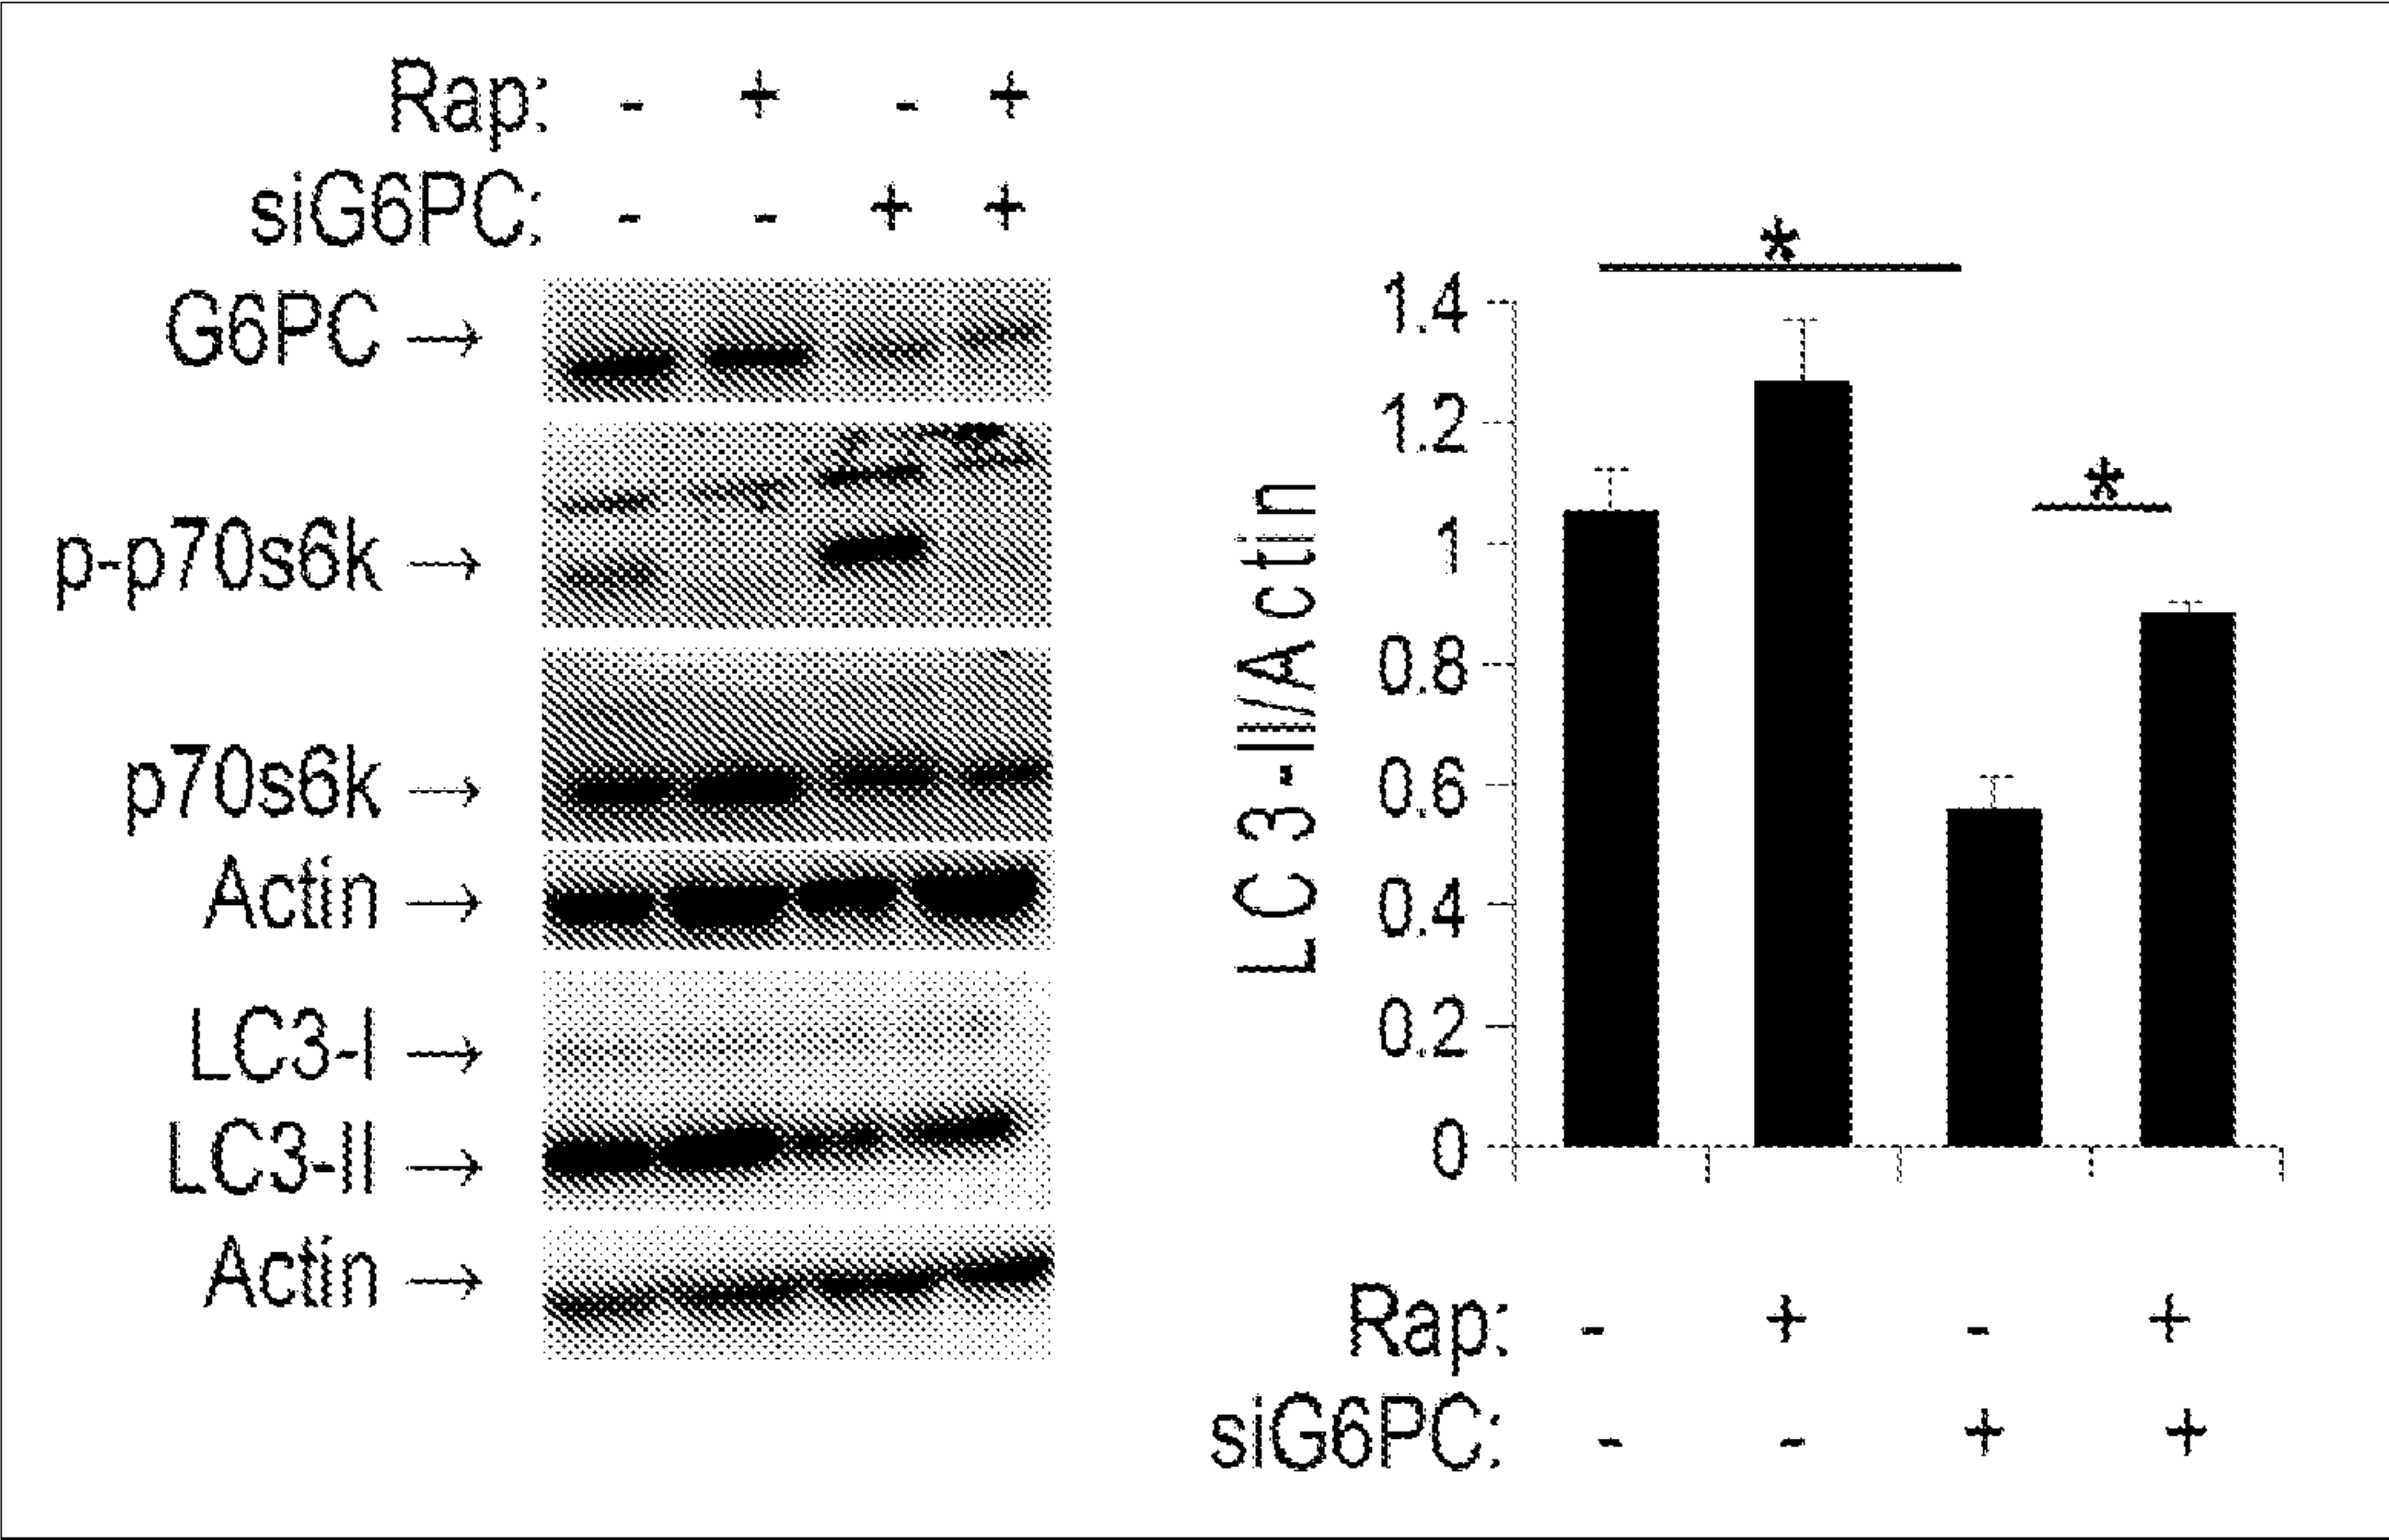 Rap: - + - +
siG6PC: - - + +
G6PC →
p-p70s6k →
p70s6k →
Actin →
LC3-I →
LC3-II →
Actin →
*
*
LC3-II/Actin
1.4
1.2
1
0.8
0.6
0.4
0.2
0
Rap: - + - +
siG6PC: - - + +